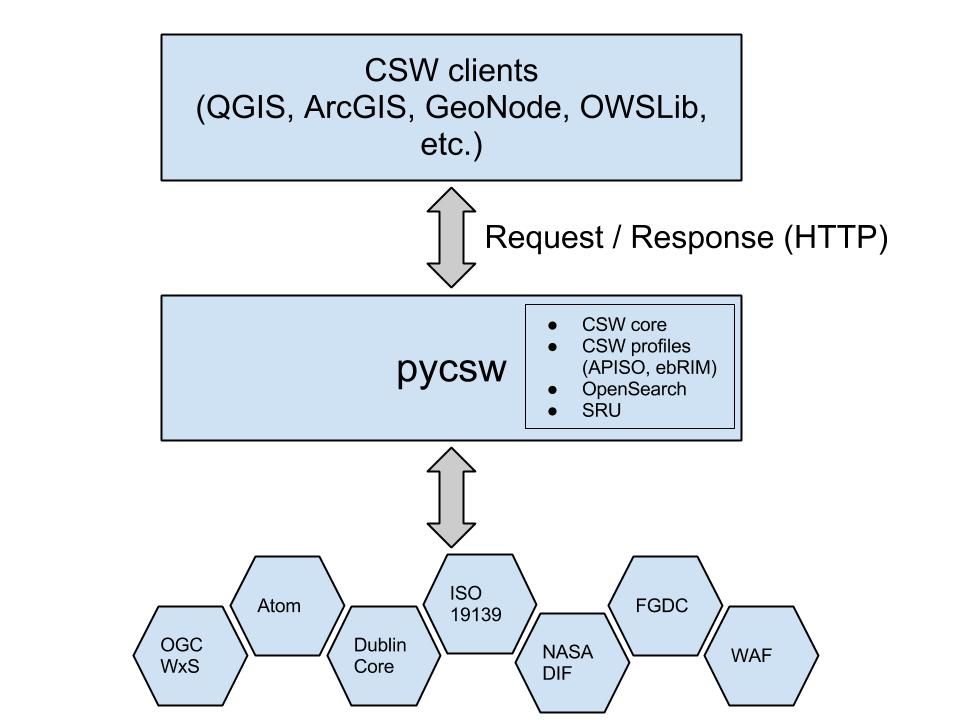 CSW clients
(QGIS, ArcGIS, GeoNode, OWSLib,
etc.)
Request / Response (HTTP)
pycsw
● CSW core
● CSW profiles
(APISO, ebRIM)
● OpenSearch
● SRU
OGC
WxS
Atom
Dublin
Core
ISO
19139
NASA
DIF
FGDC
WAF